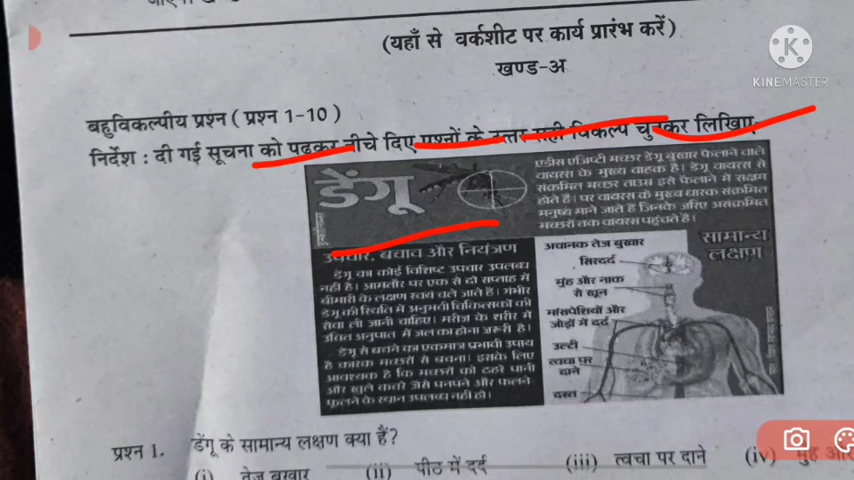 (यहाँ से वर्कशीट पर कार्य प्रारंभ करें)
खण्ड-अ
KINEMASTER
बहुविकल्पीय प्रश्न ( प्रश्न 1-10 )
निर्देश : दी गई सूचना को पढ़कर नीचे दिए प्रश्नों के उत्तर सही विकल्प चुनकर लिखिए
डेंगू
एडीस एजिप्टी मच्छर डेंगू बुखार फैलाने वाले
वायरस के मुख्य वाहक है। डेंगू वायरस से
संक्रमित मच्छर ताउम्र इसे फैलाने में सक्षम
होते है। पर वायरस के मुख्य धारक संक्रमित
मनुष्य माने जाते है जिनके जरिए असंक्रमित
मच्छरों तक वायरस पहुंचते है।
उपचार, बचाव और नियंत्रण
डेंगू का कोई विशिष्ट उपचार उपलब्ध
नहीं है। आमतौर पर एक से दो सप्ताह में
बीमारी के लक्षण स्वयं चले जाते है। गंभीर
डेंगू की स्थिति में अनुभवी चिकित्सकों की
सेवा ली जानी चाहिए। मरीज के शरीर में
उचित अनुपात में जल का होना जरूरी है।
डेंगू से बचने का एकमात्र प्रभावी उपाय
है कारक मच्छरों से बचना। इसके लिए
आवश्यक है कि मच्छरों को ठहरे पानी
और खुले कचरे जैसे पनपने और फलने
फूलने के स्थान उपलब्ध नहीं हो।
सामान्य
लक्षण
अचानक तेज बुखार
सिरदर्द
मुंह और नाक
से खून
मांसपेशियों और
जोड़ों में दर्द
उल्टी
त्वचा पर
दाने
दस्त
प्रश्न 1. डेंगू के सामान्य लक्षण क्या हैं?
(i) तेज बुखार (ii) पीठ में दर्द (iii) त्वचा पर दाने (iv) मुंह और